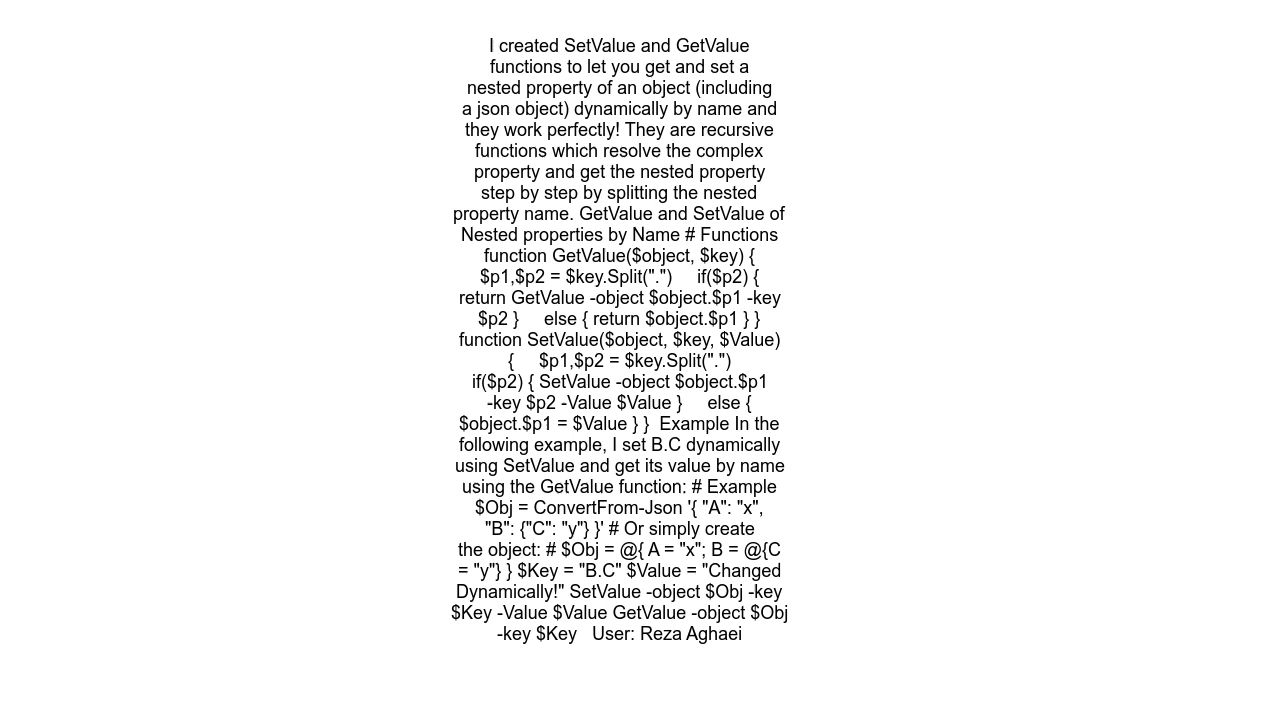 I created SetValue and GetValue
functions to let you get and set a
nested property of an object (including
a json object) dynamically by name and
they work perfectly! They are recursive
functions which resolve the complex
property and get the nested property
step by step by splitting the nested
property name. GetValue and SetValue of
Nested properties by Name # Functions
function GetValue($object, $key) {
$p1,$p2 = $key.Split(".")     if($p2) {
return GetValue -object $object.$p1 -key
$p2 }     else { return $object.$p1 } }
function SetValue($object, $key, $Value)
{     $p1,$p2 = $key.Split(".")
if($p2) { SetValue -object $object.$p1
-key $p2 -Value $Value }     else {
$object.$p1 = $Value } }  Example In the
following example, I set B.C dynamically
using SetValue and get its value by name
using the GetValue function: # Example
$Obj = ConvertFrom-Json '{ "A": "x",
"B": {"C": "y"} }' # Or simply create
the object: # $Obj = @{ A = "x"; B = @{C
= "y"} } $Key = "B.C" $Value = "Changed
Dynamically!" SetValue -object $Obj -key
$Key -Value $Value GetValue -object $Obj
-key $Key   User: Reza Aghaei